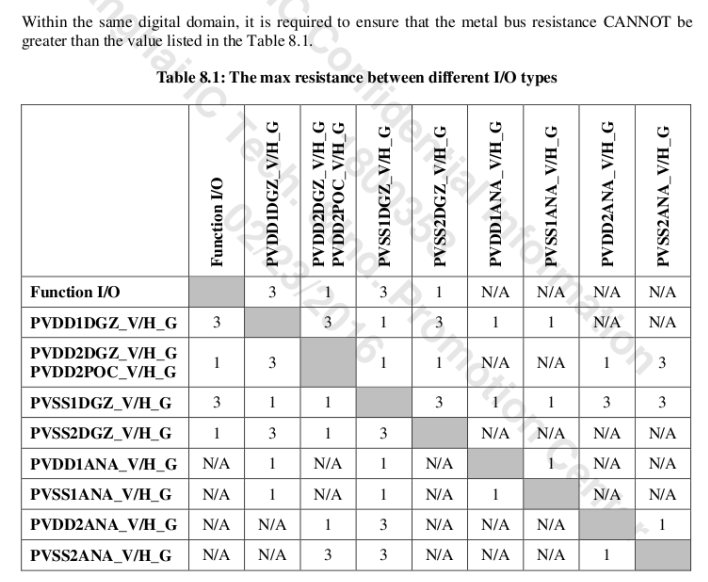 Within the same digital domain, it is required to ensure that the metal bus resistance CANNOT be
greater than the value listed in the Table 8.1.
Table 8.1: The max resistance between different I/O types
Function I/O PVDD1DGZ_V/H_G PVDD2DGZ_V/H_G PVDD2POC_V/H_G PVSS1DGZ_V/H_G PVSS2DGZ_V/H_G PVDD1ANA_V/H_G PVSS1ANA_V/H_G PVDD2ANA_V/H_G PVSS2ANA_V/H_G
Function I/O 3 1 3 1 N/A N/A N/A N/A
PVDD1DGZ_V/H_G 3 3 1 3 1 1 N/A N/A
PVDD2DGZ_V/H_G
PVDD2POC_V/H_G 1 3 1 1 N/A N/A 1 3
PVSS1DGZ_V/H_G 3 1 1 3 1 1 3 3
PVSS2DGZ_V/H_G 1 3 1 3 N/A N/A N/A N/A
PVDD1ANA_V/H_G N/A 1 N/A 1 N/A 1 N/A N/A
PVSS1ANA_V/H_G N/A 1 N/A 1 N/A 1 N/A N/A
PVDD2ANA_V/H_G N/A N/A 1 3 N/A N/A N/A 1
PVSS2ANA_V/H_G N/A N/A 3 3 N/A N/A N/A 1
IC Confidential Information
IC Tech. Ind. Promotion Center
02/23/2016